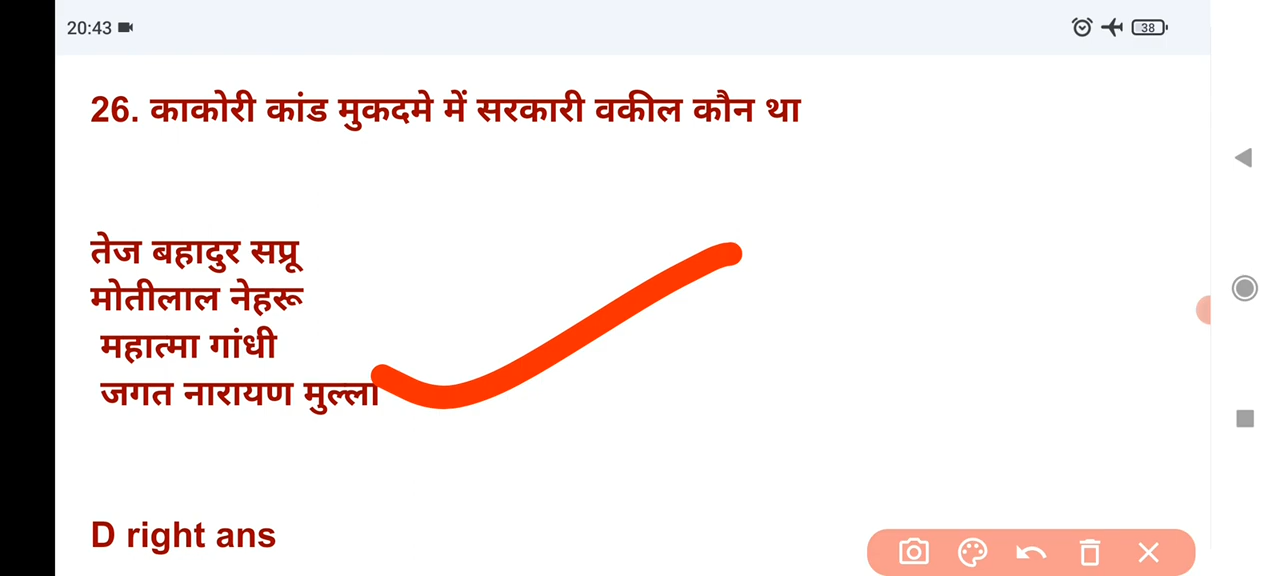 20:43
38
26. काकोरी कांड मुकदमे में सरकारी वकील कौन था
तेज बहादुर सप्रू
मोतीलाल नेहरू
महात्मा गांधी
जगत नारायण मुल्ला
D right ans